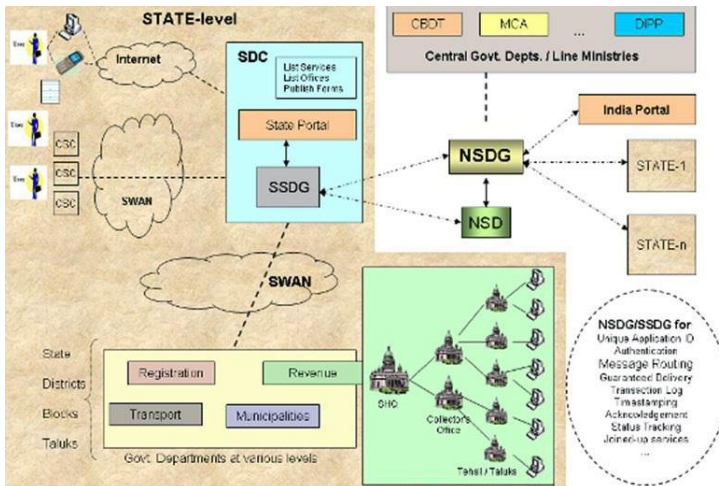 STATE-level
User
Internet
User
User
CSC
CSC
CSC
SWAN
SDC
List Services
List Offices
Publish Forms
State Portal
SSDG
CBDT
MCA
...
DIPP
Central Govt. Depts. / Line Ministries
India Portal
NSDG
STATE-1
NSD
STATE-n
SWAN
State
Districts
Blocks
Taluks
Registration
Revenue
Transport
Municipalities
Govt. Departments at various levels
SHQ
Collector's
Office
Tehsil / Taluks
NSDG/SSDG for
Unique Application ID
Authentication
Message Routing
Guaranteed Delivery
Transaction Log
Timestamping
Acknowledgement
Status Tracking
Joined-up services
...